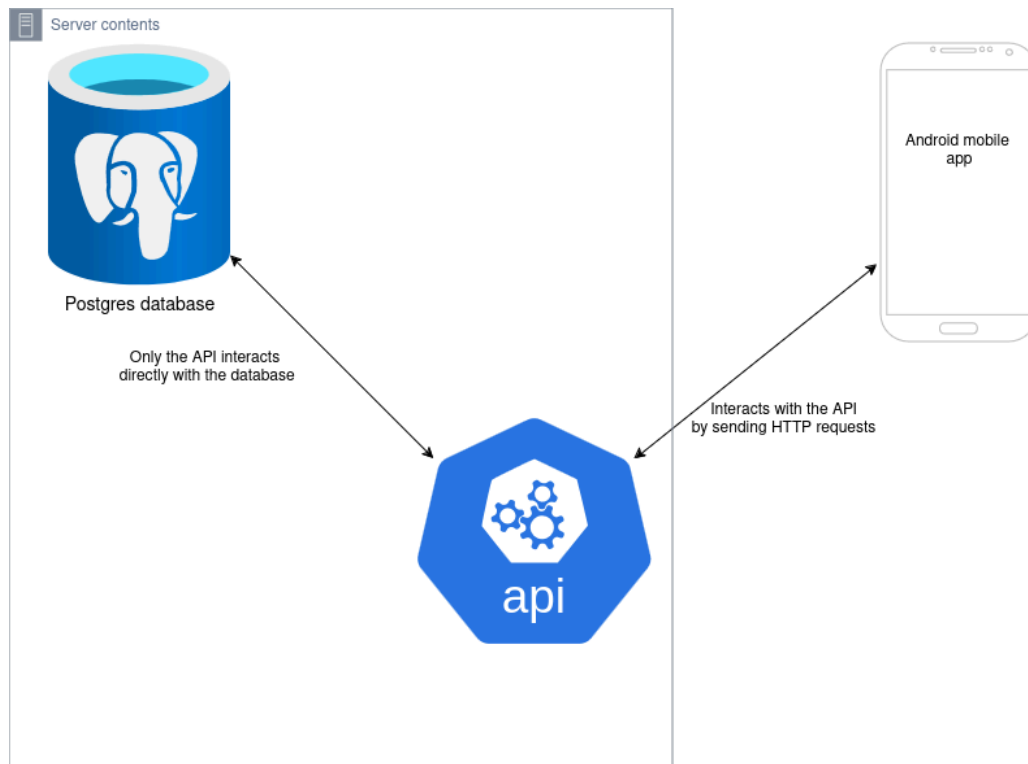 Server contents
Android mobile
app
Postgres database
Only the API interacts
directly with the database
Interacts with the API
by sending HTTP requests
api